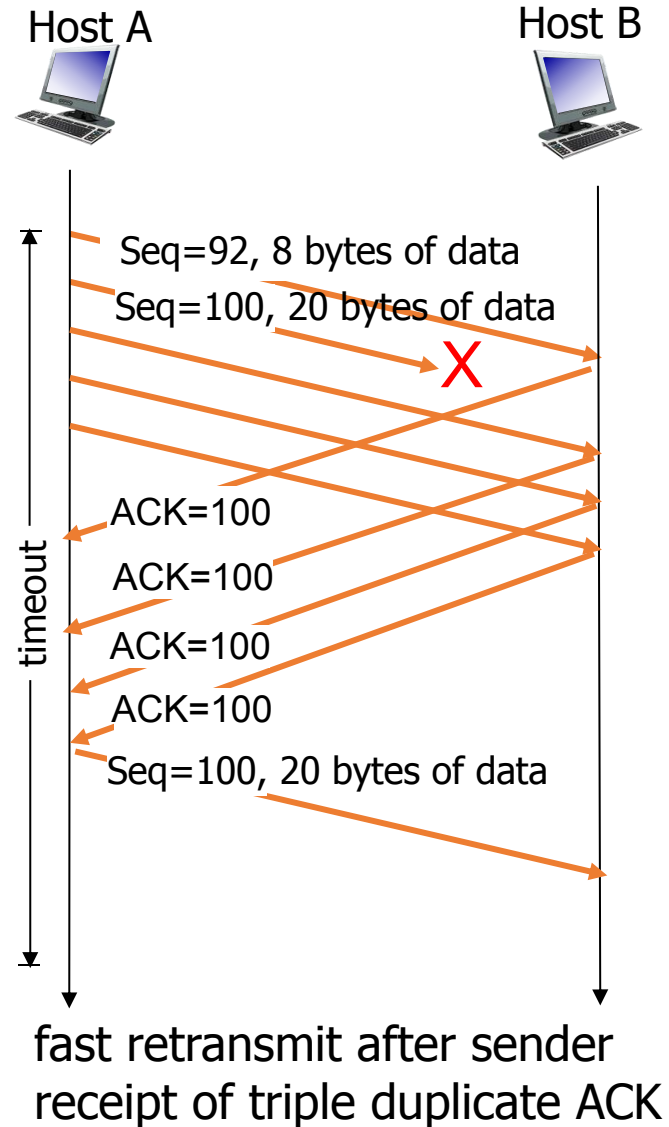 Host A
Host B
Seq=92, 8 bytes of data
Seq=100, 20 bytes of data
X
ACK=100
timeout
ACK=100
ACK=100
ACK=100
Seq=100, 20 bytes of data
fast retransmit after sender
receipt of triple duplicate ACK